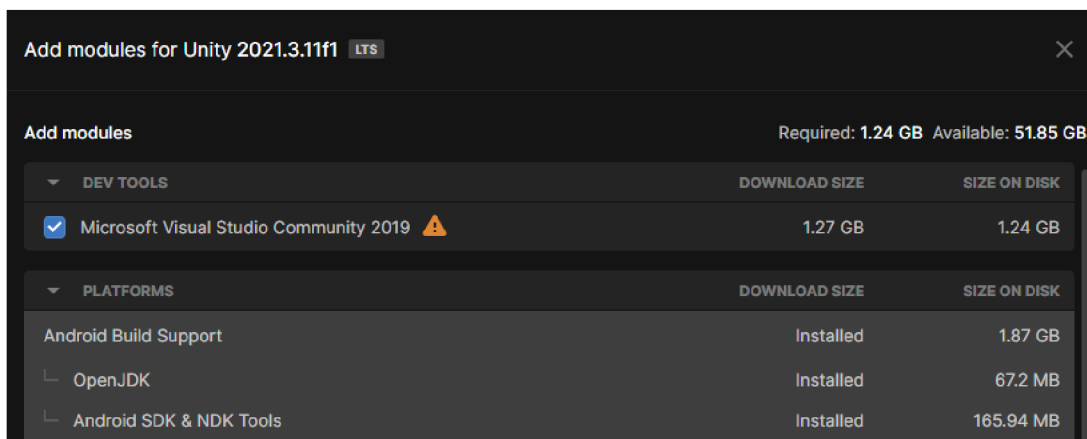 Add modules for Unity 2021.3.11f1 LTS
Add modules Required: 1.24 GB Available: 51.85 GB
DEV TOOLS DOWNLOAD SIZE SIZE ON DISK
Microsoft Visual Studio Community 2019 1.27 GB 1.24 GB
PLATFORMS DOWNLOAD SIZE SIZE ON DISK
Android Build Support Installed 1.87 GB
OpenJDK Installed 67.2 MB
Android SDK & NDK Tools Installed 165.94 MB